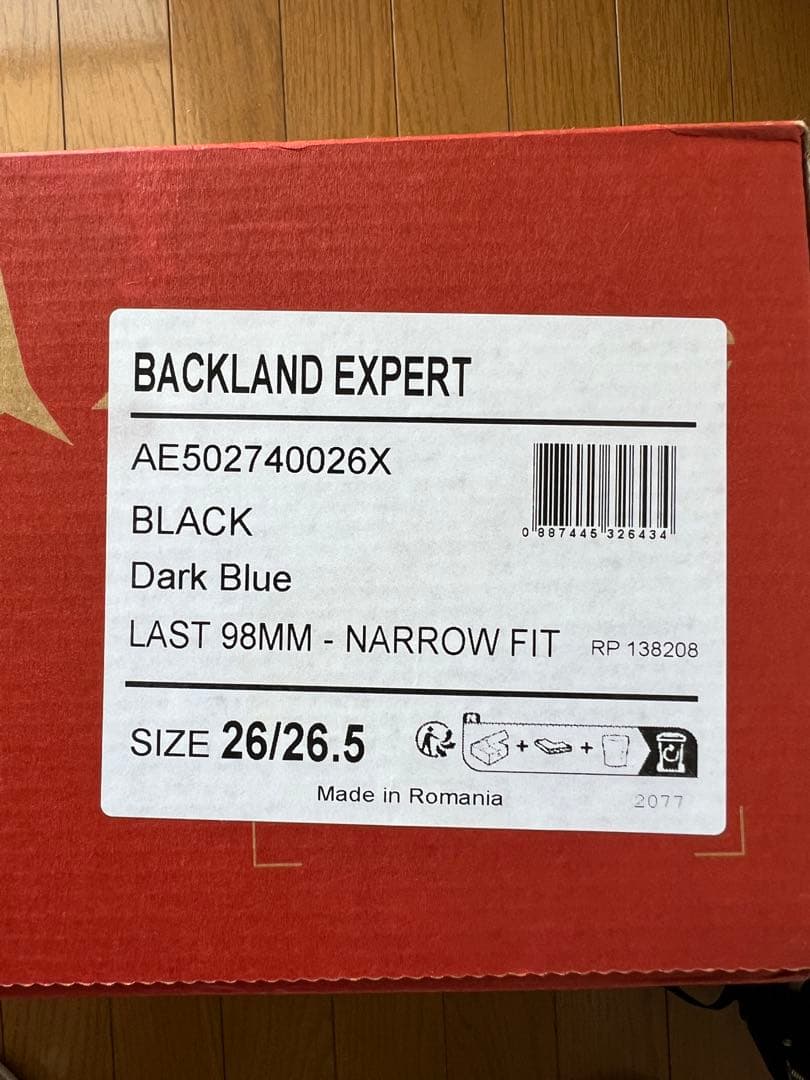 BACKLAND EXPERT
AE502740026X
0 887445 326434
BLACK
Dark Blue
LAST 98MM - NARROW FIT RP 138208
SIZE 26/26.5
Made in Romania 2077